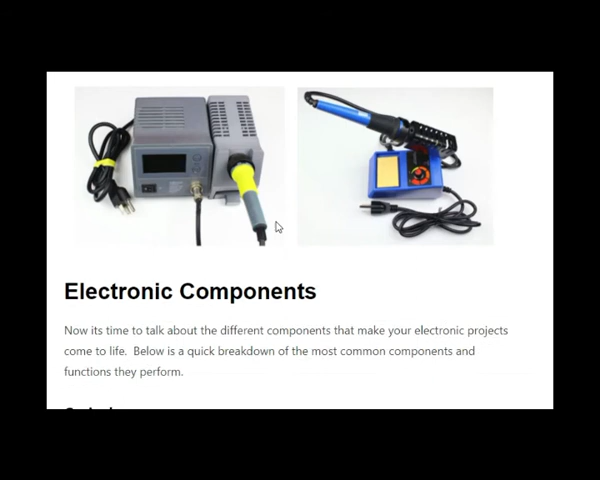 Electronic Components
Now its time to talk about the different components that make your electronic projects
come to life. Below is a quick breakdown of the most common components and
functions they perform.